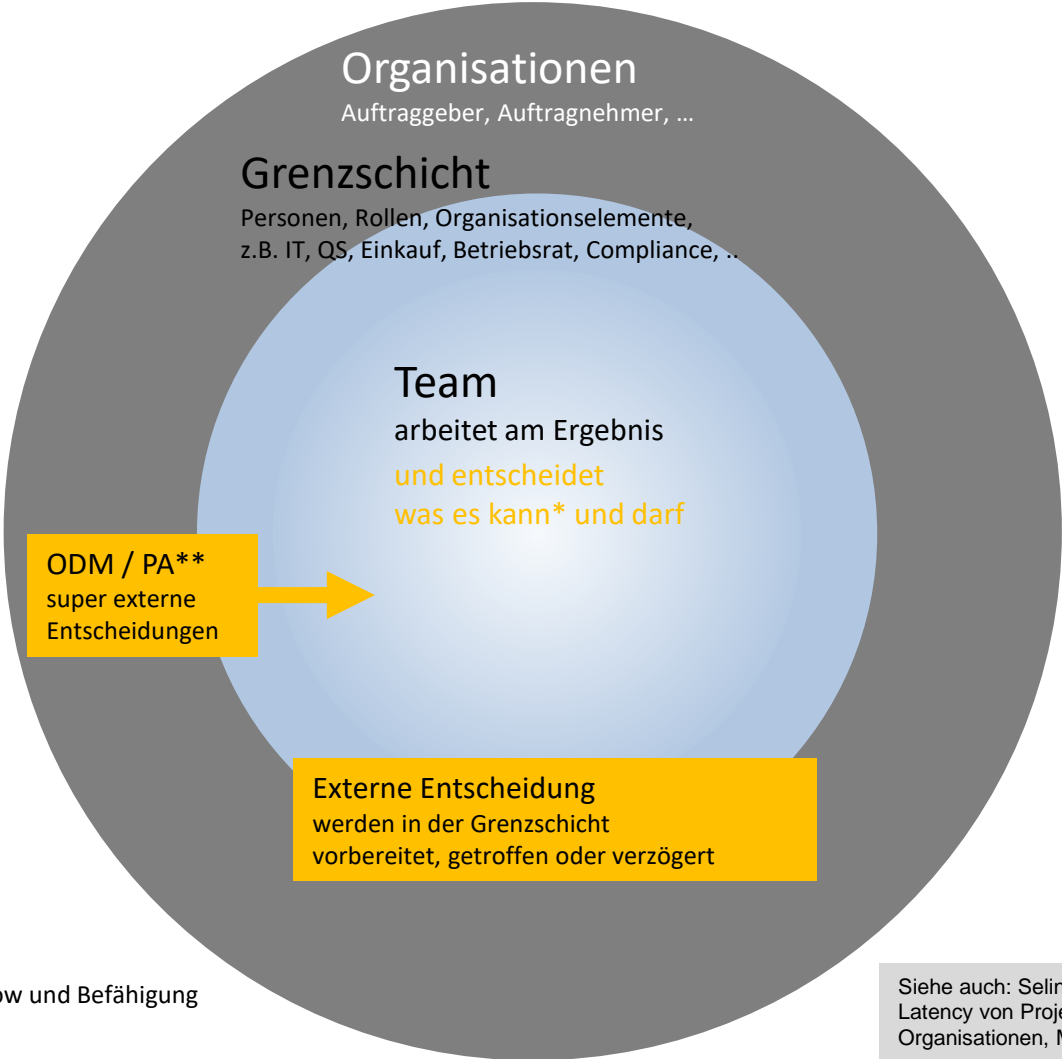 Organisationen
Auftraggeber, Auftragnehmer, …
Grenzschicht
Personen, Rollen, Organisationselemente,
z.B. IT, QS, Einkauf, Betriebsrat, Compliance, ..
Team
arbeitet am Ergebnis
und entscheidet
was es kann* und darf
ODM / PA**
super externe
Entscheidungen
Externe Entscheidung
werden in der Grenzschicht
vorbereitet, getroffen oder verzögert
und Befähigung
Siehe auch:
Latency von
Organisationen,